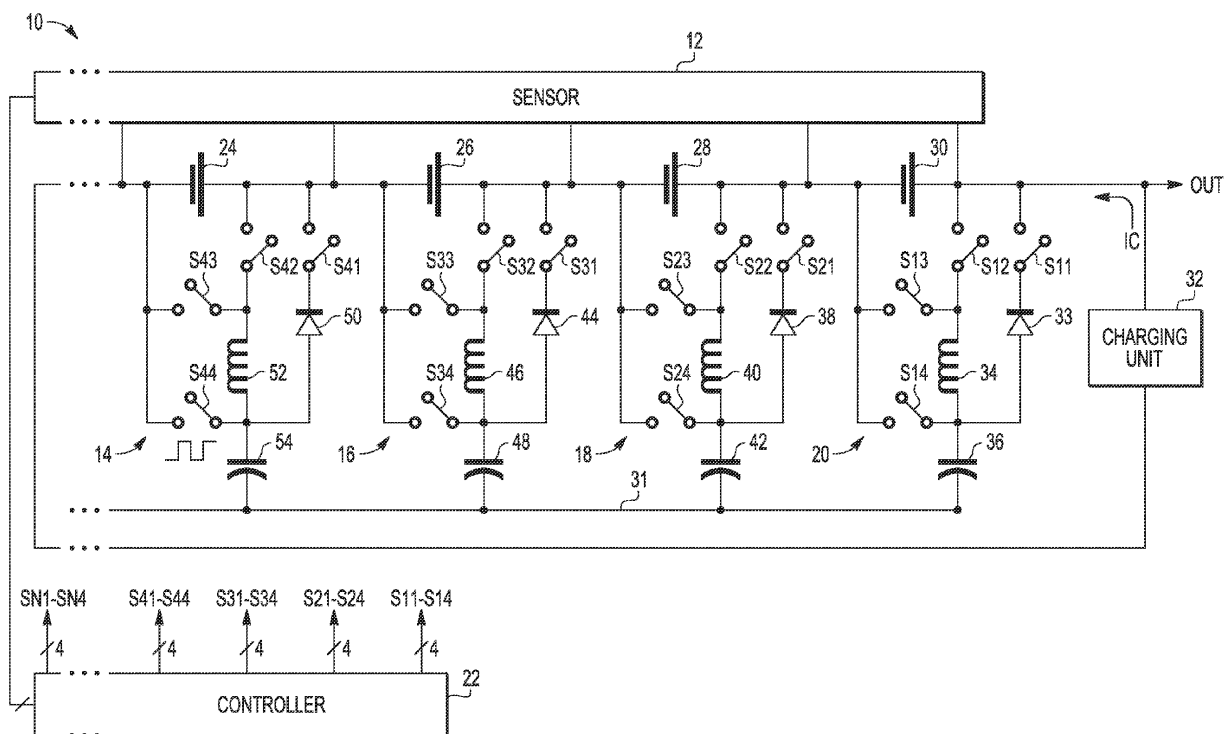 10
12
SENSOR
24
26
28
30
OUT
IC
S43
S42
S41
S33
S32
S31
S23
S22
S21
S13
S12
S11
32
50
44
38
33
CHARGING
UNIT
S44
52
S34
46
S24
40
S14
34
14
54
16
48
18
42
20
36
31
SN1-SN4
S41-S44
S31-S34
S21-S24
S11-S14
4
4
4
4
4
22
CONTROLLER